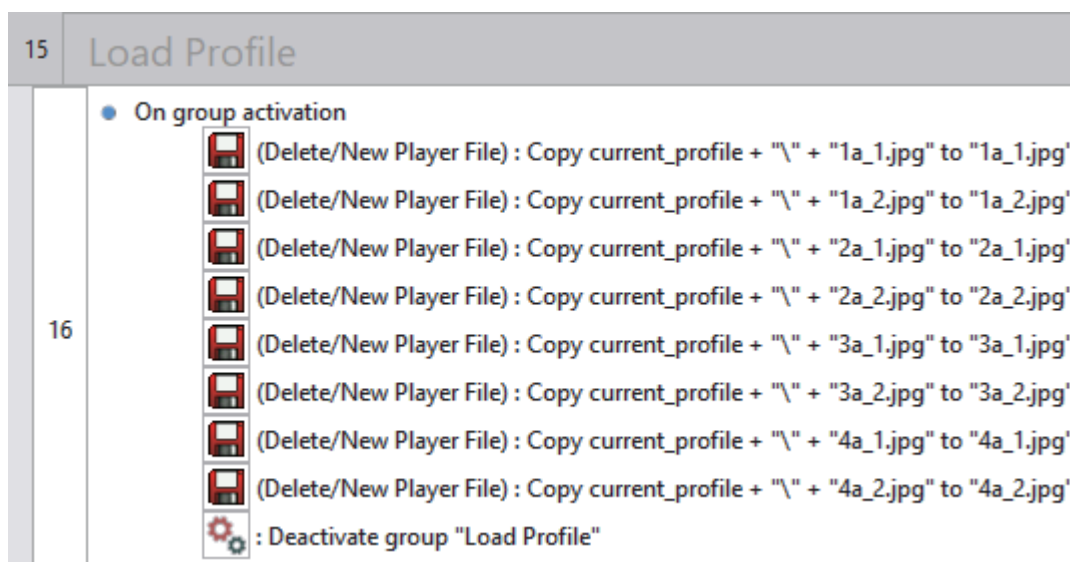 15 Load Profile
On group activation
(Delete/New Player File) : Copy current_profile + "\" + "1a_1.jpg" to "1a_1.jpg"
(Delete/New Player File) : Copy current_profile + "\" + "1a_2.jpg" to "1a_2.jpg"
(Delete/New Player File) : Copy current_profile + "\" + "2a_1.jpg" to "2a_1.jpg"
(Delete/New Player File) : Copy current_profile + "\" + "2a_2.jpg" to "2a_2.jpg"
16 (Delete/New Player File) : Copy current_profile + "\" + "3a_1.jpg" to "3a_1.jpg"
(Delete/New Player File) : Copy current_profile + "\" + "3a_2.jpg" to "3a_2.jpg"
(Delete/New Player File) : Copy current_profile + "\" + "4a_1.jpg" to "4a_1.jpg"
(Delete/New Player File) : Copy current_profile + "\" + "4a_2.jpg" to "4a_2.jpg"
: Deactivate group "Load Profile"